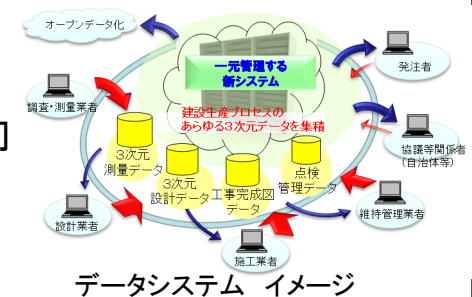 オープンデータ化
一元管理する
新システム
発注者
調査・測量業者
建設生産プロセスの
あらゆる3次元データを集積
協議等関係者
(自治体等)
3次元
測量データ
3次元
設計データ
工事完成図
データ
点検
管理データ
設計業者
施工業者
維持管理業者
データシステム イメージ